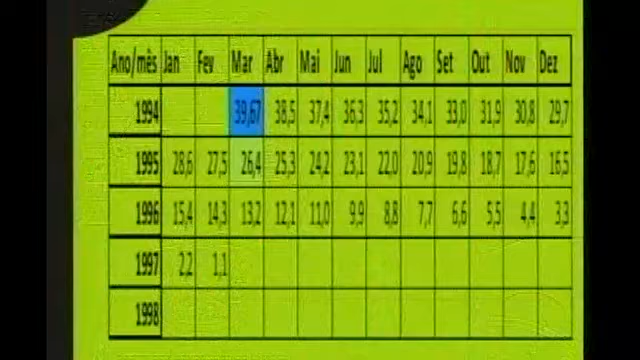 Ano/mês Jan Fev Mar Abr Mai Jun Jul Ago Set Out Nov Dez
1994 39,67 38,5 37,4 36,3 35,2 34,1 33,0 31,9 30,8 29,7
1995 28,6 27,5 26,4 25,3 24,2 23,1 22,0 20,9 19,8 18,7 17,6 16,5
1996 15,4 14,3 13,2 12,1 11,0 9,9 8,8 7,7 6,6 5,5 4,4 3,3
1997 2,2 1,1
1998